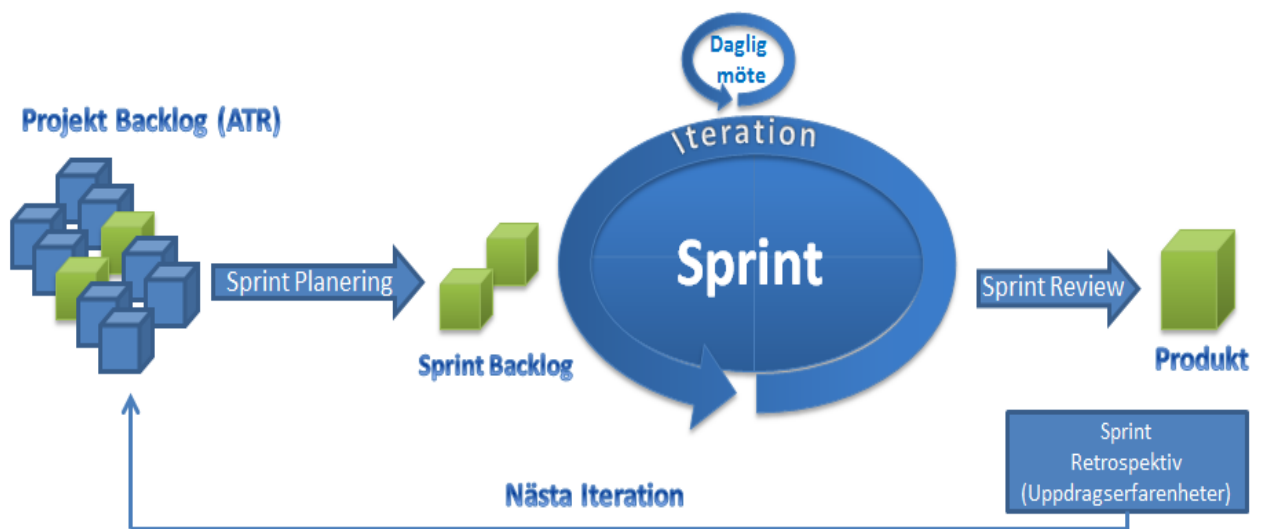 Daglig
möte
Projekt Backlog (ATR)
Iteration
Sprint Planering
Sprint
Sprint Review
Sprint Backlog
Produkt
Sprint
Retrospektiv
(Uppdragserfarenheter)
Nästa Iteration